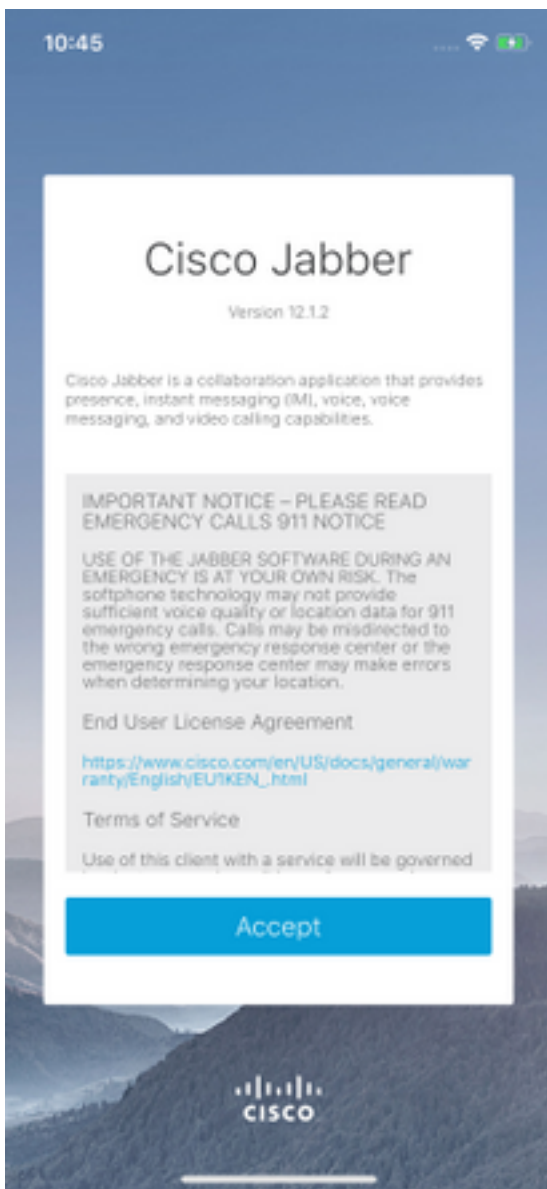 10:45
Cisco Jabber
Version 12.1.2
Cisco Jabber is a collaboration application that provides
presence, instant messaging (IM), voice, voice
messaging, and video calling capabilities.
IMPORTANT NOTICE – PLEASE READ
EMERGENCY CALLS 911 NOTICE
USE OF THE JABBER SOFTWARE DURING AN
EMERGENCY IS AT YOUR OWN RISK. The
softphone technology may not provide
sufficient voice quality or location data for 911
emergency calls. Calls may be misdirected to
the wrong emergency response center or the
emergency response center may make errors
when determining your location.
End User License Agreement
https://www.cisco.com/en/US/docs/general/war
ranty/English/EU1KEN_.html
Terms of Service
Use of this client with a service will be governed
Accept
CISCO